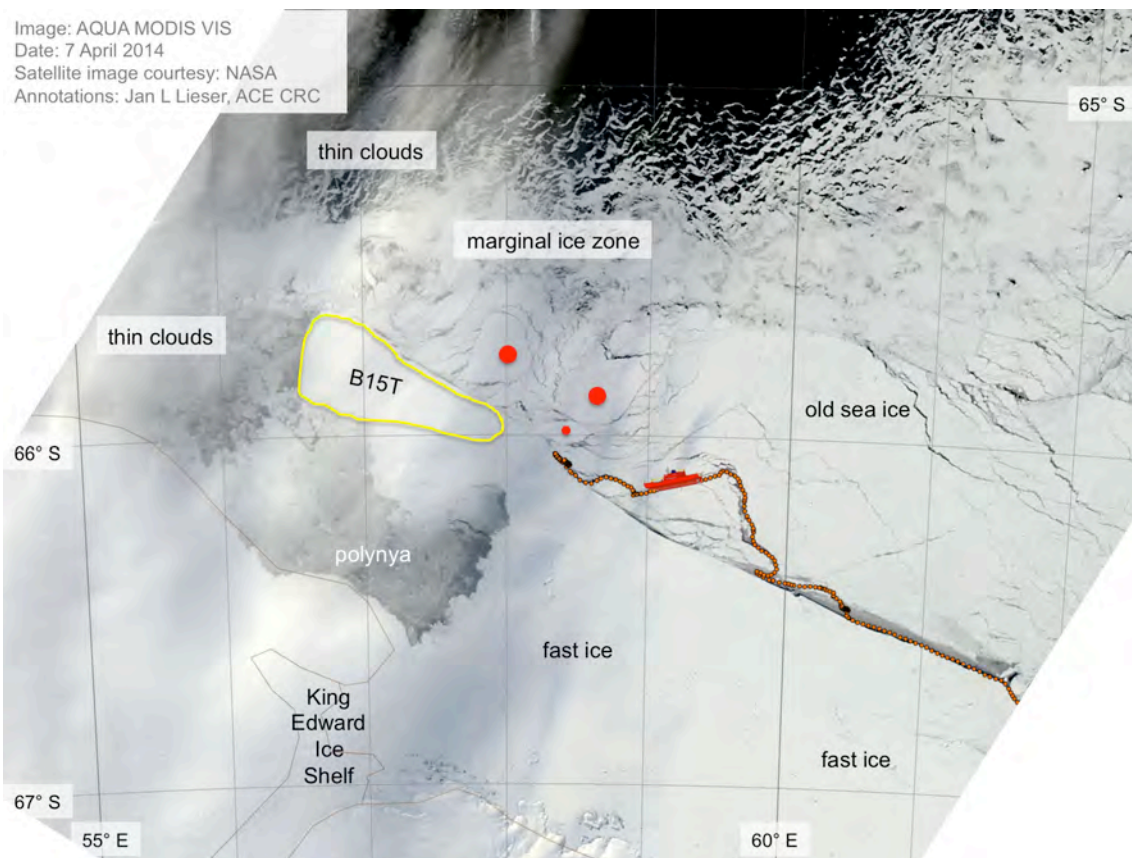 Image: AQUA MODIS VIS
Date: 7 April 2014
Satellite image courtesy: NASA
Annotations: Jan L Lieser, ACE CRC
65° S
thin clouds
marginal ice zone
thin clouds
B15T
old sea ice
66° S
polynya
fast ice
King
Edward
Ice
Shelf
fast ice
67° S
55° E
60° E